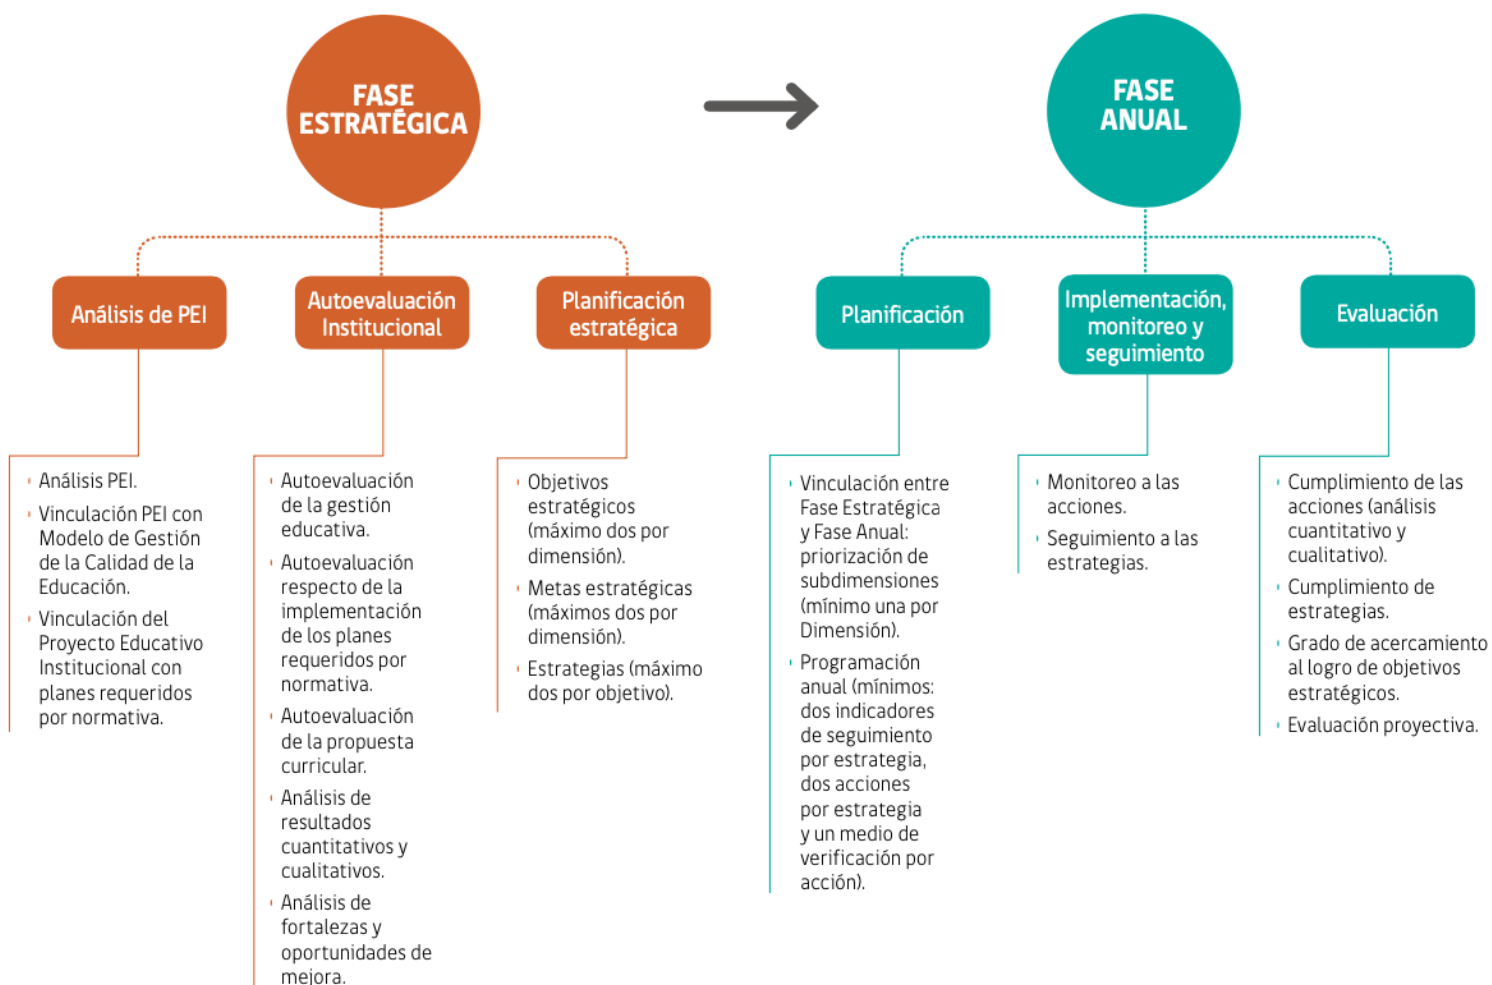 FASE
ESTRATÉGICA
FASE
ANUAL
Análisis de PEI
Autoevaluación
Institucional
Planificación
estratégica
Planificación
Implementación,
monitoreo y
seguimiento
Evaluación
Análisis PEI.
Vinculación PEI con
Modelo de Gestión
de la Calidad de la
Educación.
Vinculación del
Proyecto Educativo
Institucional con
planes requeridos
por normativa.
Autoevaluación
de la gestión
educativa.
Autoevaluación
respecto de la
implementación
de los planes
requeridos por
normativa.
Autoevaluación
de la propuesta
curricular.
Análisis de
resultados
cuantitativos y
cualitativos.
Análisis de
fortalezas y
oportunidades de
mejora.
Objetivos
estratégicos
(máximo dos por
dimensión).
Metas estratégicas
(máximos dos por
dimensión).
Estrategias (máximo
dos por objetivo).
Vinculación entre
Fase Estratégica
y Fase Anual:
priorización de
subdimensiones
(mínimo una por
Dimensión).
Programación
anual (mínimos:
dos indicadores
de seguimiento
por estrategia,
dos acciones
por estrategia
y un medio de
verificación por
acción).
Monitoreo a las
acciones.
Seguimiento a las
estrategias.
Cumplimiento de las
acciones (análisis
cuantitativo y
cualitativo).
Cumplimiento de
estrategias.
Grado de acercamiento
al logro de objetivos
estratégicos.
Evaluación proyectiva.